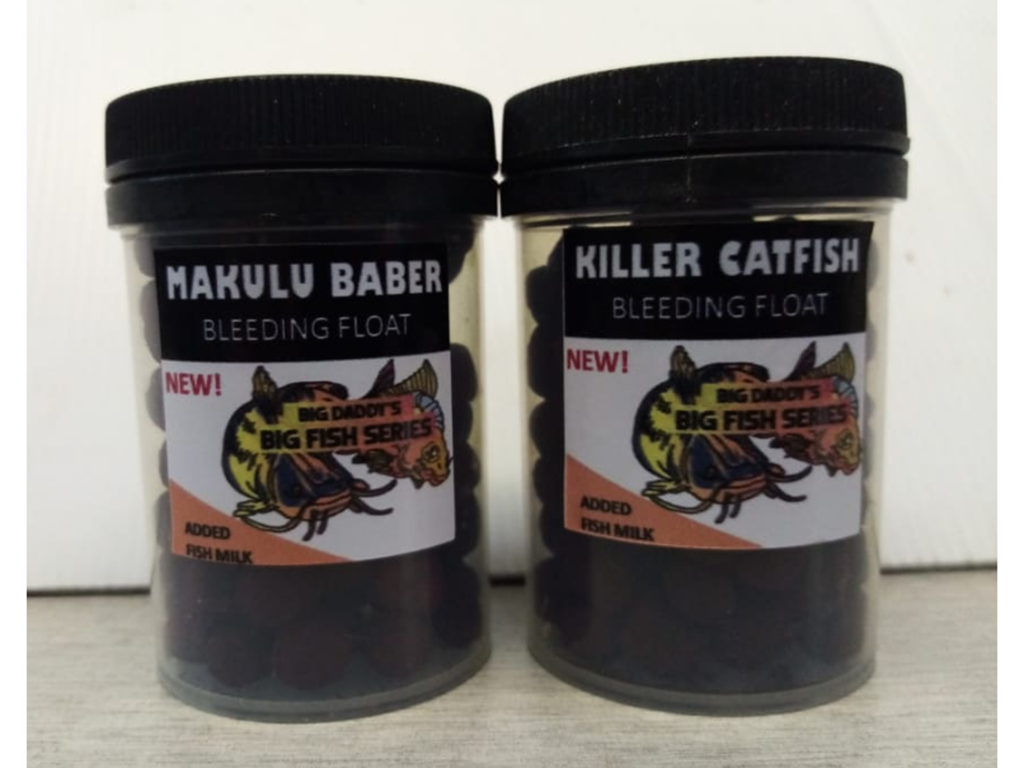 MAKULU BABER
BLEEDING FLOAT
NEW!
BIG DADDY'S
BIG FISH SERIES
ADDED
FISH MILK
KILLER CATFISH
BLEEDING FLOAT
NEW!
BIG DADDY'S
BIG FISH SERIES
ADDED
FISH MILK